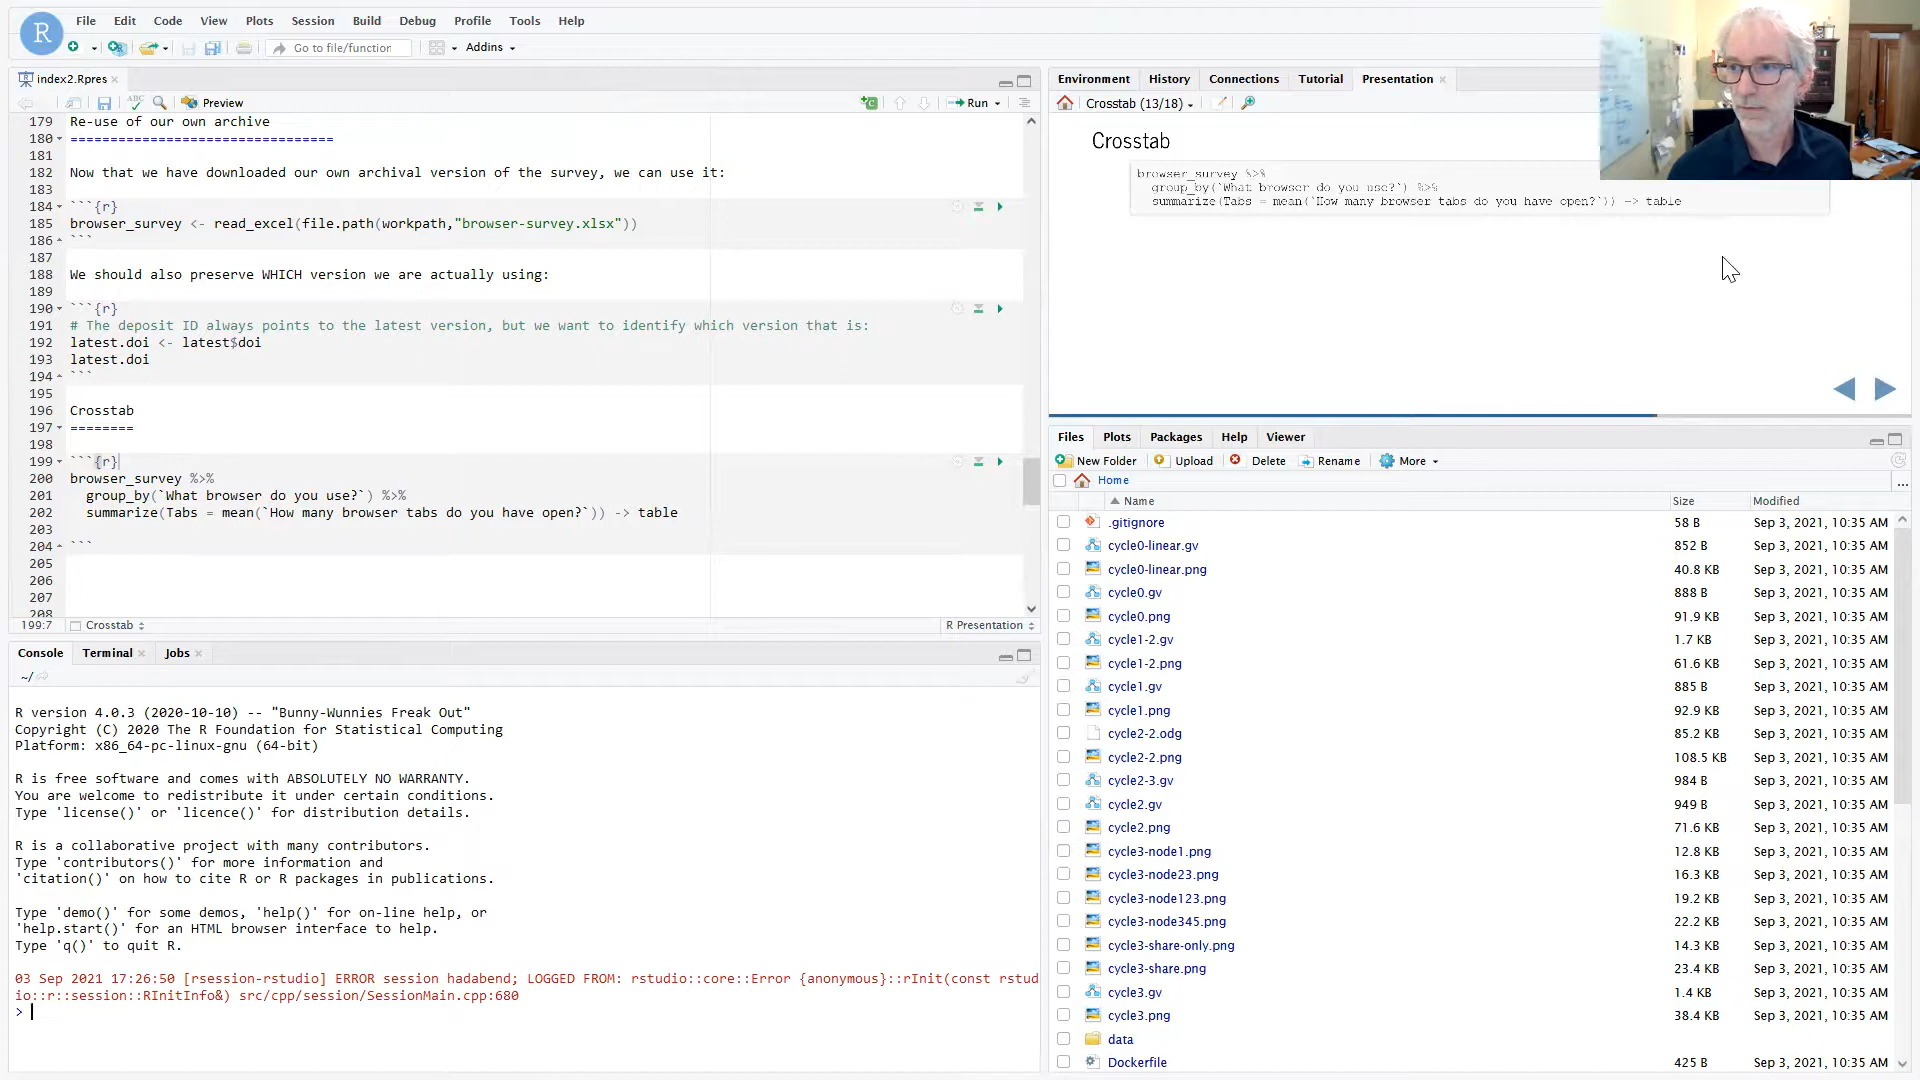 R
File Edit Code View Plots Session Build Debug Profile Tools Help
Go to file/function Addins
index2.Rpres
Preview Run
179 Re-use of our own archive
180 =================================
181
182 Now that we have downloaded our own archival version of the survey, we can use it:
183
184 ```{r}
185 browser_survey <- read_excel(file.path(workpath,"browser-survey.xlsx"))
186 ```
187
188 We should also preserve WHICH version we are actually using:
189
190 ```{r}
191 # The deposit ID always points to the latest version, but we want to identify which version that is:
192 latest.doi <- latest$doi
193 latest.doi
194 ```
195
196 Crosstab
197 ========
198
199 ```{r}
200 browser_survey %>%
201 group_by(`What browser do you use?`) %>%
202 summarize(Tabs = mean(`How many browser tabs do you have open?`)) -> table
203
204 ```
205
206
207
208
199:7 Crosstab R Presentation
Console Terminal Jobs
~/
R version 4.0.3 (2020-10-10) -- "Bunny-Wunnies Freak Out"
Copyright (C) 2020 The R Foundation for Statistical Computing
Platform: x86_64-pc-linux-gnu (64-bit)
R is free software and comes with ABSOLUTELY NO WARRANTY.
You are welcome to redistribute it under certain conditions.
Type 'license()' or 'licence()' for distribution details.
R is a collaborative project with many contributors.
Type 'contributors()' for more information and
'citation()' on how to cite R or R packages in publications.
Type 'demo()' for some demos, 'help()' for on-line help, or
'help.start()' for an HTML browser interface to help.
Type 'q()' to quit R.
03 Sep 2021 17:26:50 [rsession-rstudio] ERROR session hadabend; LOGGED FROM: rstudio::core::Error {anonymous}::rInit(const rstud
io::r::session::RInitInfo&) src/cpp/session/SessionMain.cpp:680
>
Environment History Connections Tutorial Presentation
Crosstab (13/18)
Crosstab
browser_survey %>%
group_by(`What browser do you use?`) %>%
summarize(Tabs = mean(`How many browser tabs do you have open?`)) -> table
Files Plots Packages Help Viewer
New Folder Upload Delete Rename More
Home ...
Name Size Modified
.gitignore 58 B Sep 3, 2021, 10:35 AM
cycle0-linear.gv 852 B Sep 3, 2021, 10:35 AM
cycle0-linear.png 40.8 KB Sep 3, 2021, 10:35 AM
cycle0.gv 888 B Sep 3, 2021, 10:35 AM
cycle0.png 91.9 KB Sep 3, 2021, 10:35 AM
cycle1-2.gv 1.7 KB Sep 3, 2021, 10:35 AM
cycle1-2.png 61.6 KB Sep 3, 2021, 10:35 AM
cycle1.gv 885 B Sep 3, 2021, 10:35 AM
cycle1.png 92.9 KB Sep 3, 2021, 10:35 AM
cycle2-2.odg 85.2 KB Sep 3, 2021, 10:35 AM
cycle2-2.png 108.5 KB Sep 3, 2021, 10:35 AM
cycle2-3.gv 984 B Sep 3, 2021, 10:35 AM
cycle2.gv 949 B Sep 3, 2021, 10:35 AM
cycle2.png 71.6 KB Sep 3, 2021, 10:35 AM
cycle3-node1.png 12.8 KB Sep 3, 2021, 10:35 AM
cycle3-node23.png 16.3 KB Sep 3, 2021, 10:35 AM
cycle3-node123.png 19.2 KB Sep 3, 2021, 10:35 AM
cycle3-node345.png 22.2 KB Sep 3, 2021, 10:35 AM
cycle3-share-only.png 14.3 KB Sep 3, 2021, 10:35 AM
cycle3-share.png 23.4 KB Sep 3, 2021, 10:35 AM
cycle3.gv 1.4 KB Sep 3, 2021, 10:35 AM
cycle3.png 38.4 KB Sep 3, 2021, 10:35 AM
data
Dockerfile 425 B Sep 3, 2021, 10:35 AM